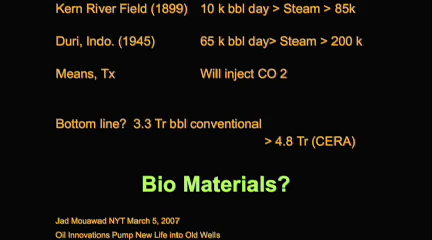 Kern River Field (1899) 10 k bbl day > Steam > 85k
Duri, Indo. (1945) 65 k bbl day> Steam > 200 k
Means, Tx Will inject CO 2
Bottom line? 3.3 Tr bbl conventional
> 4.8 Tr (CERA)
Bio Materials?
Jad Mouawad NYT March 5, 2007
Oil Innovations Pump New Life into Old Wells